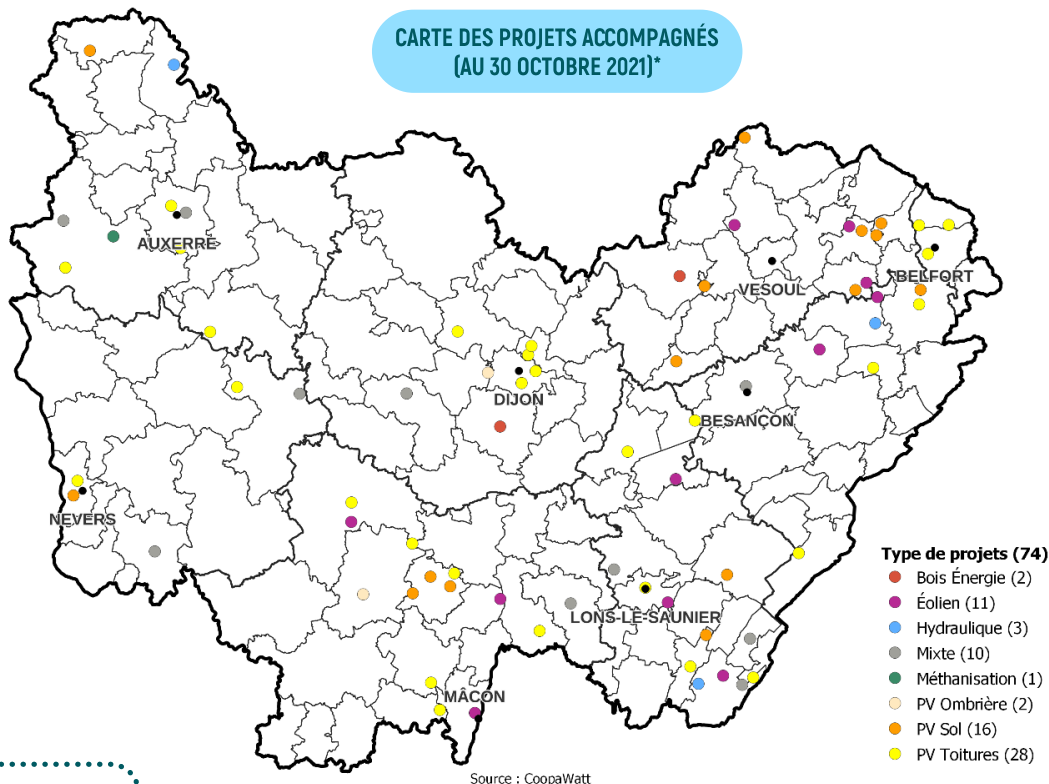 CARTE DES PROJETS ACCOMPAGNÉS
(AU 30 OCTOBRE 2021)*
AUXERRE
VESOUL
BELFORT
DIJON
BESANÇON
NEVERS
LONS-LE-SAUNIER
MÂCON
Type de projets (74)
Bois Énergie (2)
Éolien (11)
Hydraulique (3)
Mixte (10)
Méthanisation (1)
PV Ombrière (2)
PV Sol (16)
PV Toitures (28)
Source : CoopaWatt